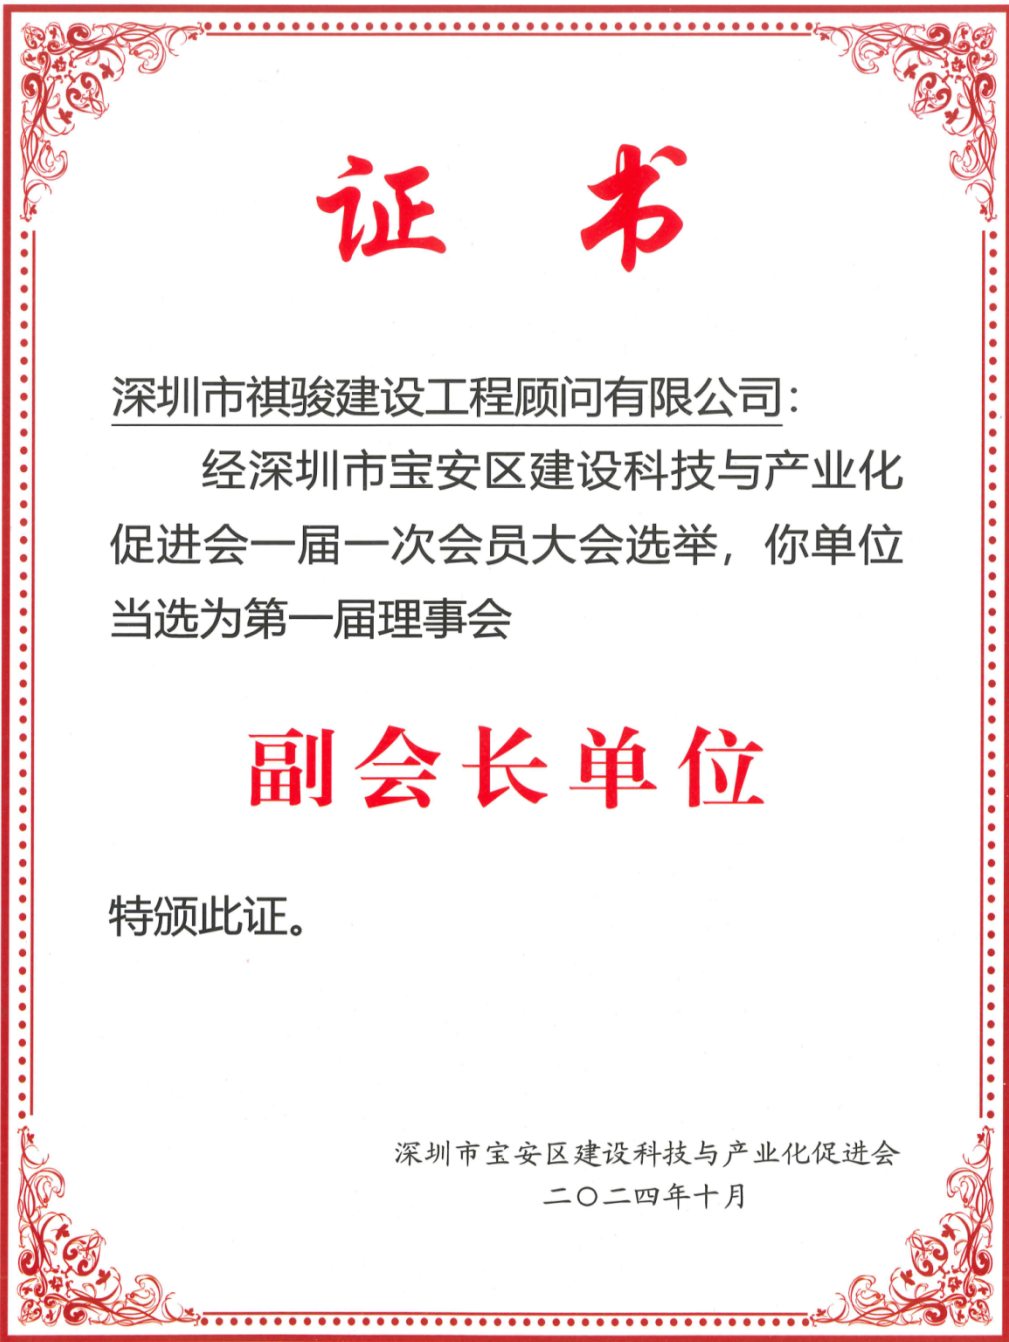 证书
深圳市祺骏建设工程顾问有限公司：
经深圳市宝安区建设科技与产业化
促进会一届一次会员大会选举，你单位
当选为第一届理事会
副会长单位
特颁此证。
深圳市宝安区建设科技与产业化促进会
二〇二四年十月